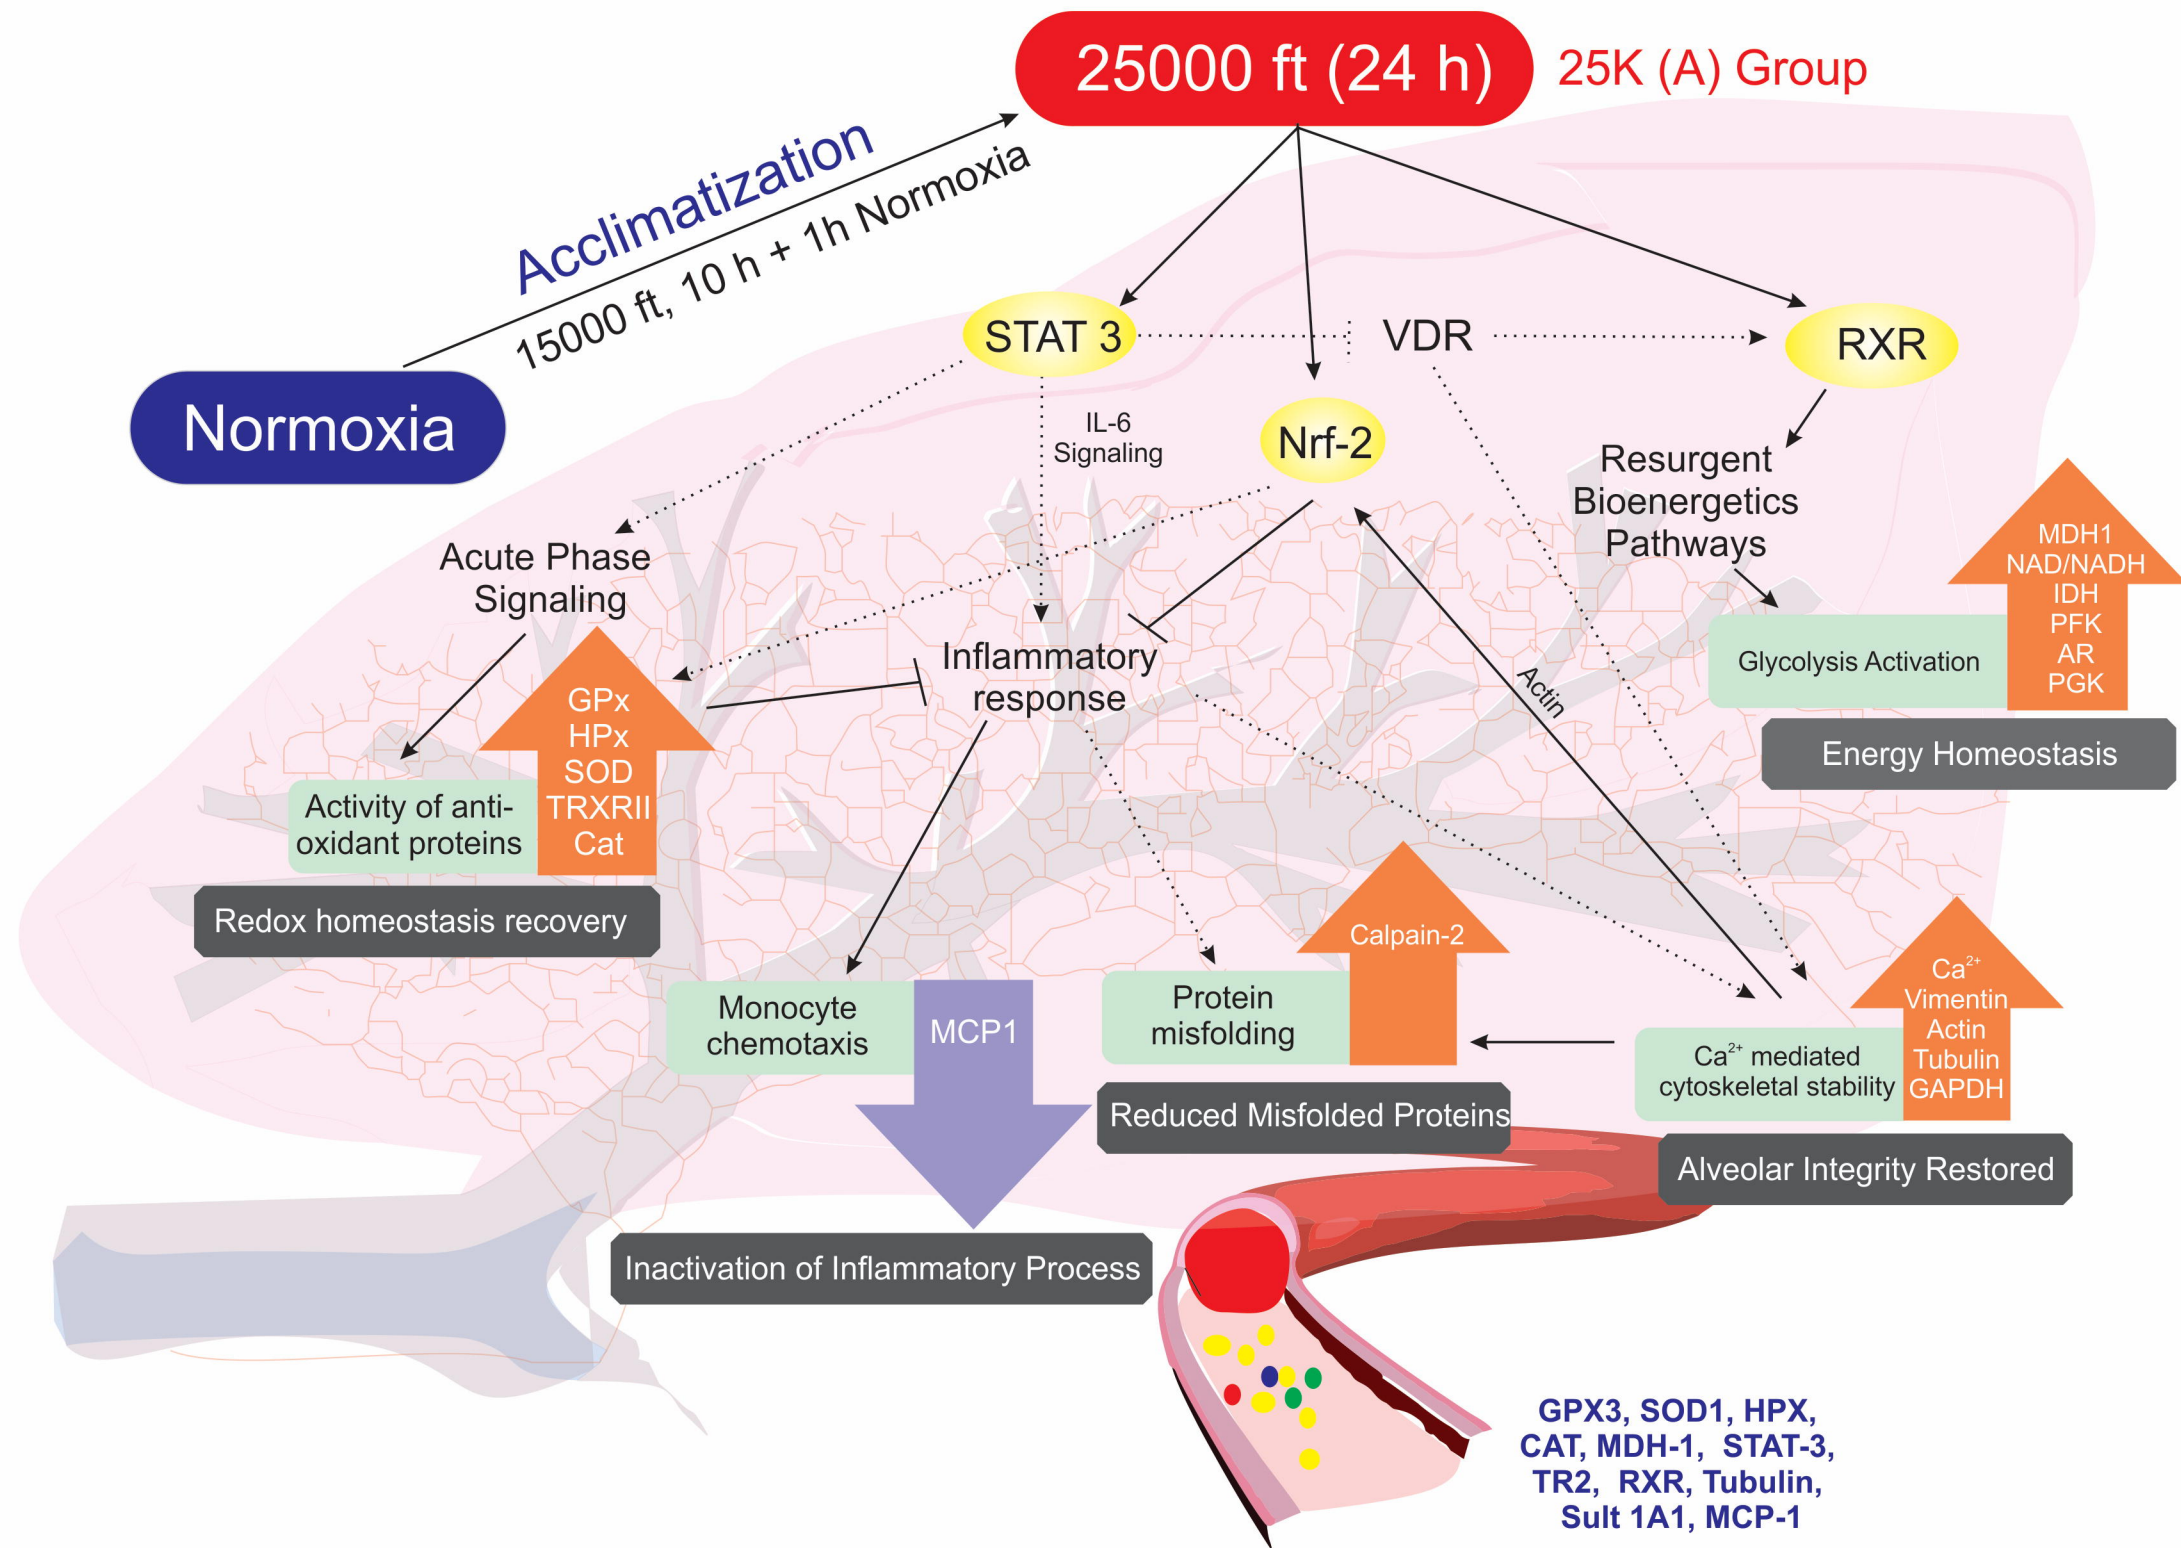 25000 ft (24 h)
25K (A) Group
Acclimatization
15000 ft, 10 h + 1h Normoxia
Normoxia
STAT 3
VDR
RXR
IL-6
Signaling
Nrf-2
Resurgent
Bioenergetics
Pathways
Acute Phase
Signaling
Inflammatory
response
Actin
Glycolysis Activation
MDH1
NAD/NADH
IDH
PFK
AR
PGK
Energy Homeostasis
Activity of anti-
oxidant proteins
GPx
HPx
SOD
TRXRII
Cat
Redox homeostasis recovery
Monocyte
chemotaxis
MCP1
Inactivation of Inflammatory Process
Protein
misfolding
Calpain-2
Reduced Misfolded Proteins
Ca²⁺ mediated
cytoskeletal stability
Ca²⁺
Vimentin
Actin
Tubulin
GAPDH
Alveolar Integrity Restored
GPX3, SOD1, HPX,
CAT, MDH-1, STAT-3,
TR2, RXR, Tubulin,
Sult 1A1, MCP-1